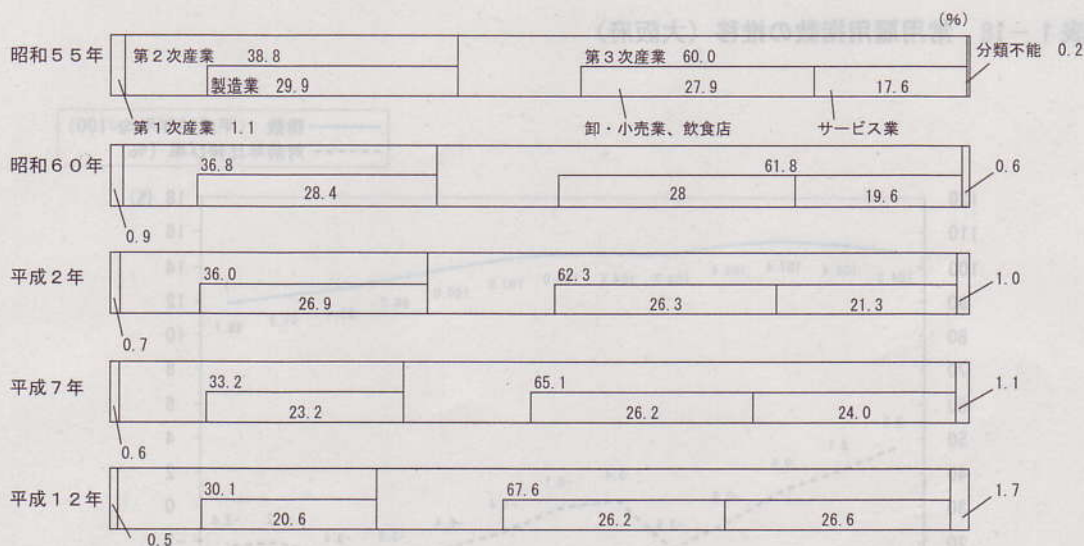 (%)
昭和55年 第2次産業 38.8 第3次産業 60.0 分類不能 0.2
製造業 29.9 27.9 17.6
第1次産業 1.1 卸・小売業、飲食店 サービス業
昭和60年 36.8 61.8 0.6
28.4 28 19.6
0.9
平成2年 36.0 62.3 1.0
26.9 26.3 21.3
0.7
平成7年 33.2 65.1 1.1
23.2 26.2 24.0
0.6
平成12年 30.1 67.6 1.7
20.6 26.2 26.6
0.5